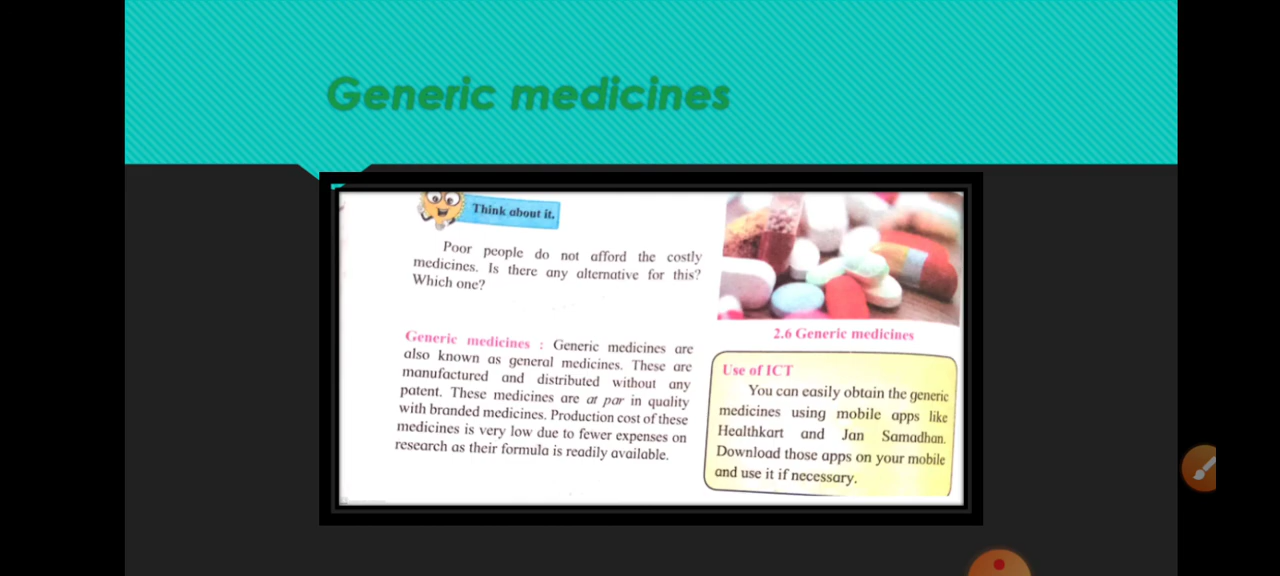 Generic medicines
Think about it.
Poor people do not afford the costly
medicines. Is there any alternative for this?
Which one?
Generic medicines : Generic medicines are
also known as general medicines. These are
manufactured and distributed without any
patent. These medicines are at par in quality
with branded medicines. Production cost of these
medicines is very low due to fewer expenses on
research as their formula is readily available.
2.6 Generic medicines
Use of ICT
You can easily obtain the generic
medicines using mobile apps like
Healthkart and Jan Samadhan.
Download those apps on your mobile
and use it if necessary.